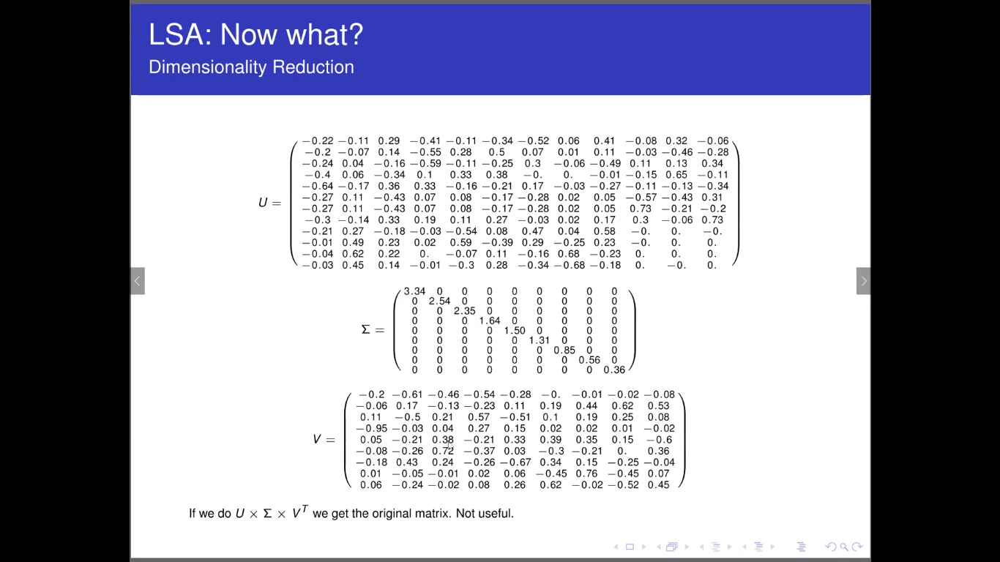 LSA: Now what?
Dimensionality Reduction
−0.22 −0.11 0.29 −0.41 −0.11 −0.34 −0.52 0.06 0.41 −0.08 0.32 −0.06
−0.2 −0.07 0.14 −0.55 0.28 0.5 0.07 0.01 0.11 −0.03 −0.46 −0.28
−0.24 0.04 −0.16 −0.59 −0.11 −0.25 0.3 −0.06 −0.49 0.11 0.13 0.34
−0.4 0.06 −0.34 0.1 0.33 0.38 −0. 0. −0.01 −0.15 0.65 −0.11
−0.64 −0.17 0.36 0.33 −0.16 −0.21 0.17 −0.03 −0.27 −0.11 −0.13 −0.34
U = −0.27 0.11 −0.43 0.07 0.08 −0.17 −0.28 0.02 0.05 −0.57 −0.43 0.31
−0.27 0.11 −0.43 0.07 0.08 −0.17 −0.28 0.02 0.05 0.73 −0.21 −0.2
−0.3 −0.14 0.33 0.19 0.11 0.27 −0.03 0.02 0.17 0.3 −0.06 0.73
−0.21 0.27 −0.18 −0.03 −0.54 0.08 0.47 0.04 0.58 −0. 0. −0.
−0.01 0.49 0.23 0.02 0.59 −0.39 0.29 −0.25 0.23 −0. 0. 0.
−0.04 0.62 0.22 0. −0.07 0.11 −0.16 0.68 −0.23 0. 0. 0.
−0.03 0.45 0.14 −0.01 −0.3 0.28 −0.34 −0.68 −0.18 0. −0. 0.
3.34 0 0 0 0 0 0 0 0
0 2.54 0 0 0 0 0 0 0
0 0 2.35 0 0 0 0 0 0
0 0 0 1.64 0 0 0 0 0
Σ = 0 0 0 0 1.50 0 0 0 0
0 0 0 0 0 1.31 0 0 0
0 0 0 0 0 0 0.85 0 0
0 0 0 0 0 0 0 0.56 0
0 0 0 0 0 0 0 0 0.36
−0.2 −0.61 −0.46 −0.54 −0.28 −0. −0.01 −0.02 −0.08
−0.06 0.17 −0.13 −0.23 0.11 0.19 0.44 0.62 0.53
0.11 −0.5 0.21 0.57 −0.51 0.1 0.19 0.25 0.08
−0.95 −0.03 0.04 0.27 0.15 0.02 0.02 0.01 −0.02
V = 0.05 −0.21 0.38 −0.21 0.33 0.39 0.35 0.15 −0.6
−0.08 −0.26 0.72 −0.37 0.03 −0.3 −0.21 0. 0.36
−0.18 0.43 0.24 −0.26 −0.67 0.34 0.15 −0.25 −0.04
0.01 −0.05 −0.01 0.02 0.06 −0.45 0.76 −0.45 0.07
0.06 −0.24 −0.02 0.08 0.26 0.62 −0.02 −0.52 0.45
If we do U × Σ × V^T we get the original matrix. Not useful.